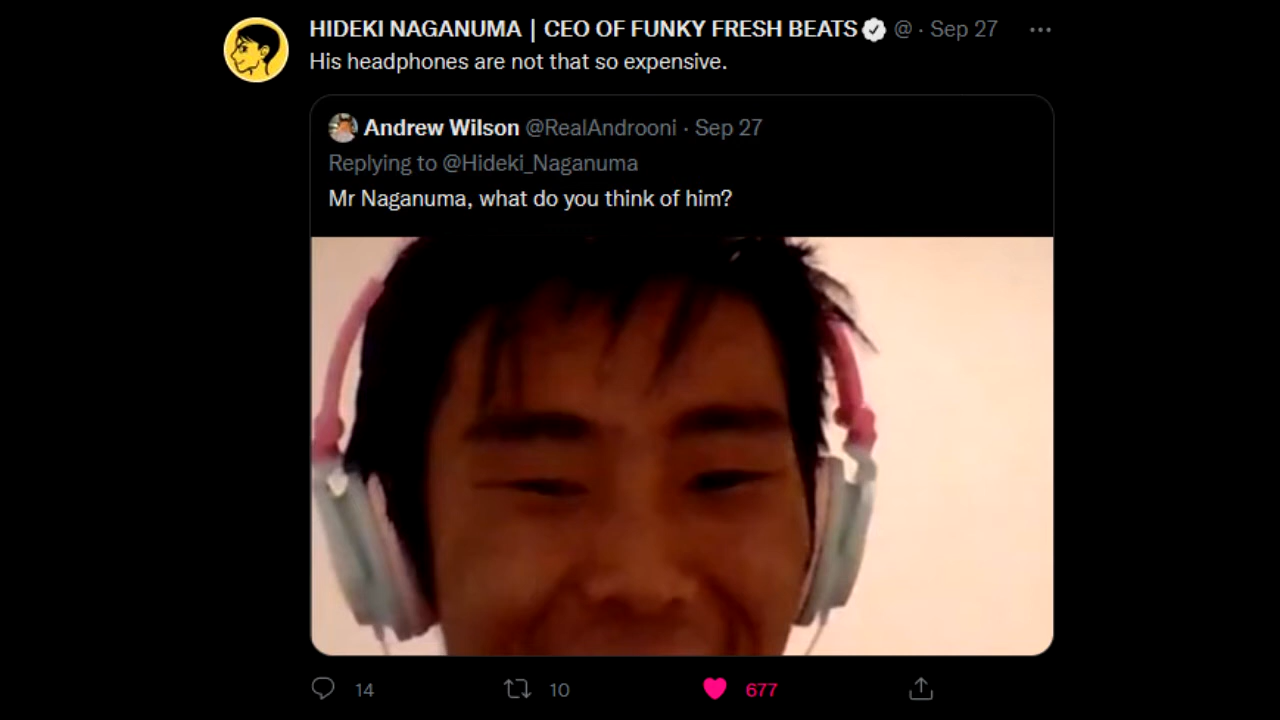 HIDEKI NAGANUMA | CEO OF FUNKY FRESH BEATS @ · Sep 27
His headphones are not that so expensive.
Andrew Wilson @RealAndrooni · Sep 27
Replying to @Hideki_Naganuma
Mr Naganuma, what do you think of him?
14 10 677